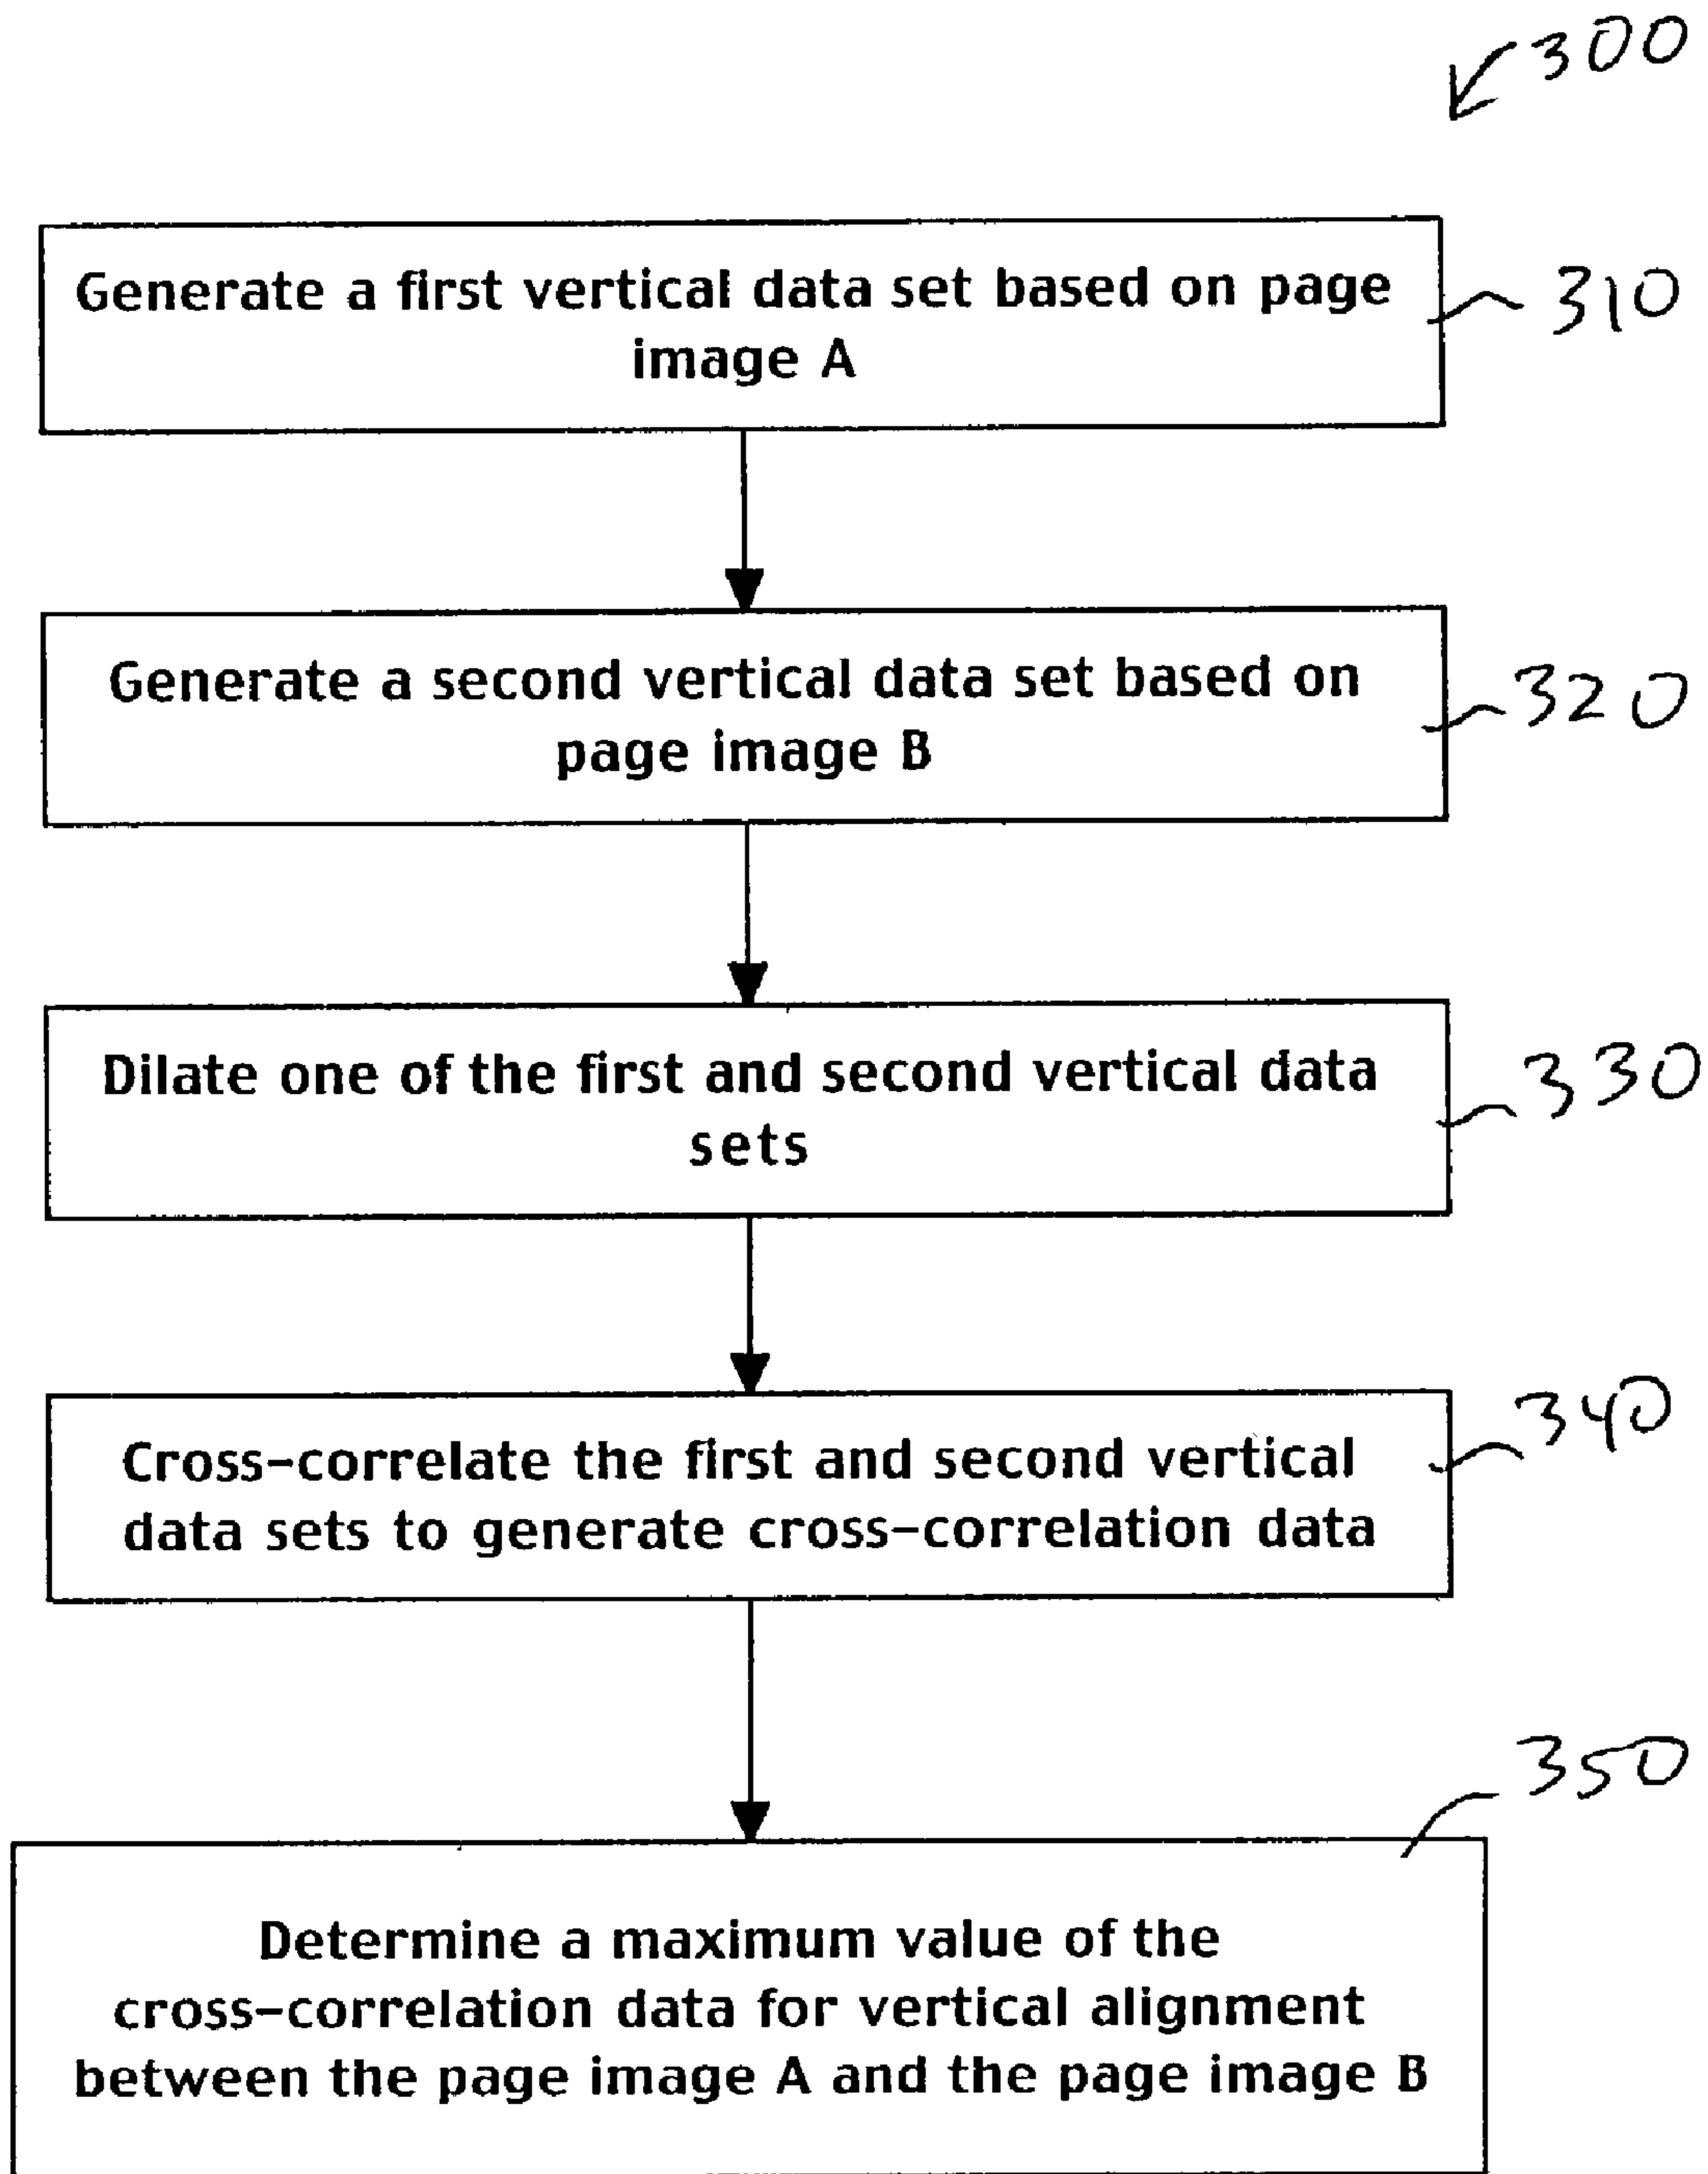 300
Generate a first vertical data set based on page
image A
310
Generate a second vertical data set based on
page image B
320
Dilate one of the first and second vertical data
sets
330
Cross-correlate the first and second vertical
data sets to generate cross-correlation data
340
350
Determine a maximum value of the
cross-correlation data for vertical alignment
between the page image A and the page image B